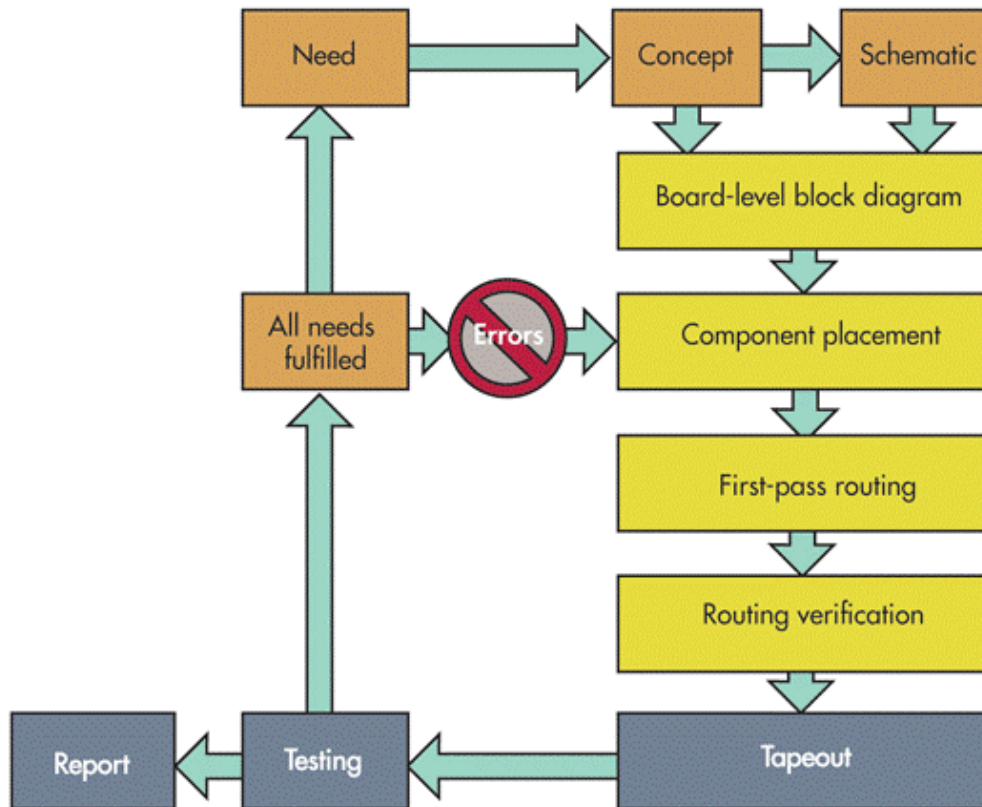 Need
Concept
Schematic
Board-level block diagram
All needs
fulfilled
Errors
Component placement
First-pass routing
Routing verification
Report
Testing
Tapeout